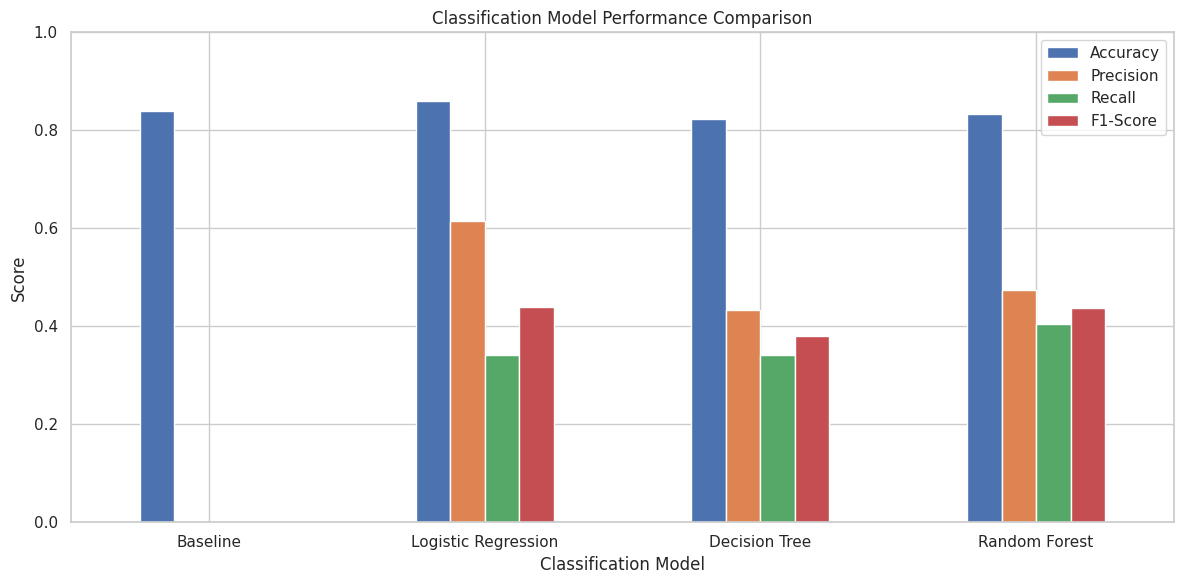 Classification Model Performance Comparison
Accuracy
Precision
Recall
F1-Score
Score
1.0
0.8
0.6
0.4
0.2
0.0
Baseline
Logistic Regression
Decision Tree
Random Forest
Classification Model